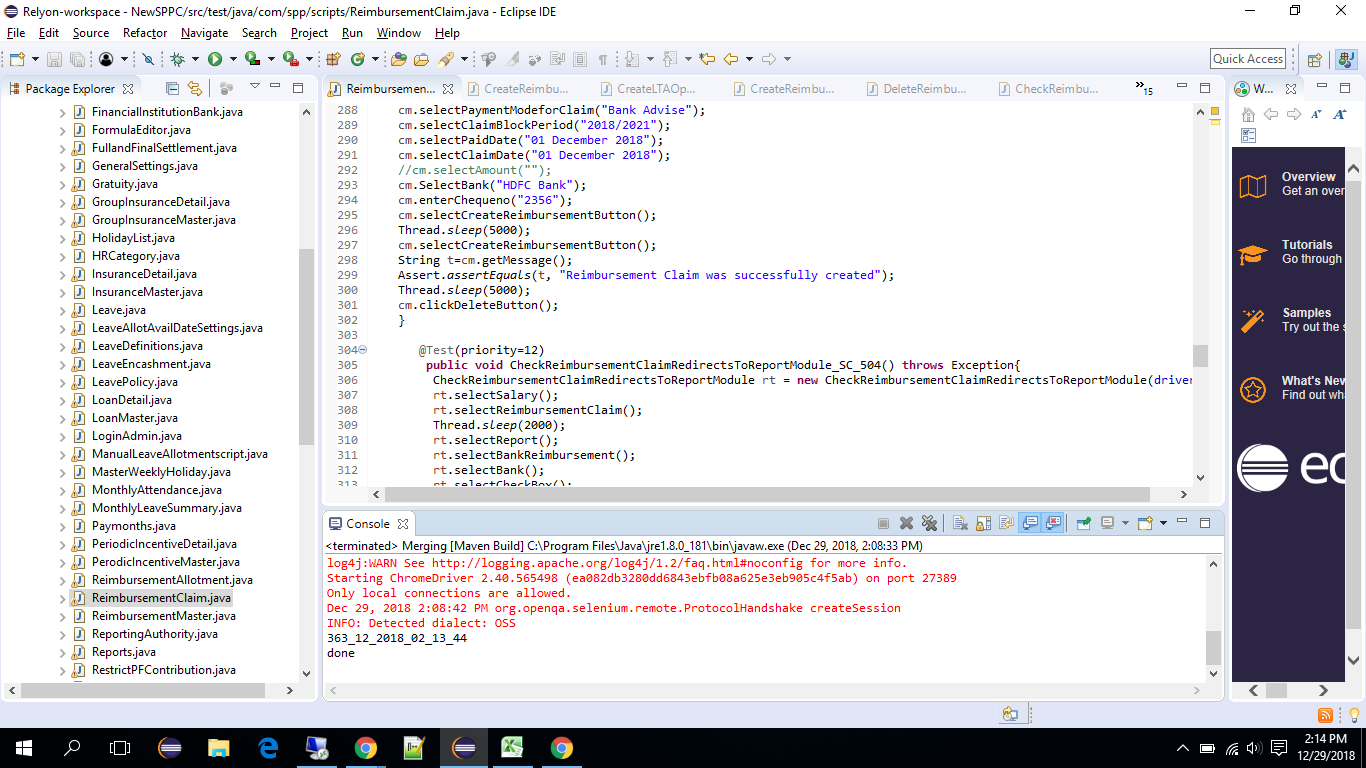 Relyon-workspace - NewSPPC/src/test/java/com/spp/scripts/ReimbursementClaim.java - Eclipse IDE
File Edit Source Refactor Navigate Search Project Run Window Help
Quick Access
Package Explorer
FinancialInstitutionBank.java
FormulaEditor.java
FullandFinalSettlement.java
GeneralSettings.java
Gratuity.java
GroupInsuranceDetail.java
GroupInsuranceMaster.java
HolidayList.java
HRCategory.java
InsuranceDetail.java
InsuranceMaster.java
Leave.java
LeaveAllotAvailDateSettings.java
LeaveDefinitions.java
LeaveEncashment.java
LeavePolicy.java
LoanDetail.java
LoanMaster.java
LoginAdmin.java
ManualLeaveAllotmentscript.java
MasterWeeklyHoliday.java
MonthlyAttendance.java
MonthlyLeaveSummary.java
Paymonths.java
PeriodicIncentiveDetail.java
PeriodicIncentiveMaster.java
ReimbursementAllotment.java
ReimbursementClaim.java
ReimbursementMaster.java
ReportingAuthority.java
Reports.java
RestrictPFContribution.java
Reimbursemen... CreateReimbu... CreateLTAOp... CreateReimbu... DeleteReimbu... CheckReimbu... »15
288 cm.selectPaymentModeforClaim("Bank Advise");
289 cm.selectClaimBlockPeriod("2018/2021");
290 cm.selectPaidDate("01 December 2018");
291 cm.selectClaimDate("01 December 2018");
292 //cm.selectAmount("");
293 cm.SelectBank("HDFC Bank");
294 cm.enterChequeno("2356");
295 cm.selectCreateReimbursementButton();
296 Thread.sleep(5000);
297 cm.selectCreateReimbursementButton();
298 String t=cm.getMessage();
299 Assert.assertEquals(t, "Reimbursement Claim was successfully created");
300 Thread.sleep(5000);
301 cm.clickDeleteButton();
302 }
303
304 @Test(priority=12)
305 public void CheckReimbursementClaimRedirectsToReportModule_SC_504() throws Exception{
306 CheckReimbursementClaimRedirectsToReportModule rt = new CheckReimbursementClaimRedirectsToReportModule(driver
307 rt.selectSalary();
308 rt.selectReimbursementClaim();
309 Thread.sleep(2000);
310 rt.selectReport();
311 rt.selectBankReimbursement();
312 rt.selectBank();
313 rt.selectCheckBox();
Console
<terminated> Merging [Maven Build] C:\Program Files\Java\jre1.8.0_181\bin\javaw.exe (Dec 29, 2018, 2:08:33 PM)
log4j:WARN See http://logging.apache.org/log4j/1.2/faq.html#noconfig for more info.
Starting ChromeDriver 2.40.565498 (ea082db3280dd6843ebfb08a625e3eb905c4f5ab) on port 27389
Only local connections are allowed.
Dec 29, 2018 2:08:42 PM org.openqa.selenium.remote.ProtocolHandshake createSession
INFO: Detected dialect: OSS
363_12_2018_02_13_44
done
W...
Overview
Get an over
Tutorials
Go through
Samples
Try out the s
What's New
Find out wha
ec
2:14 PM
12/29/2018